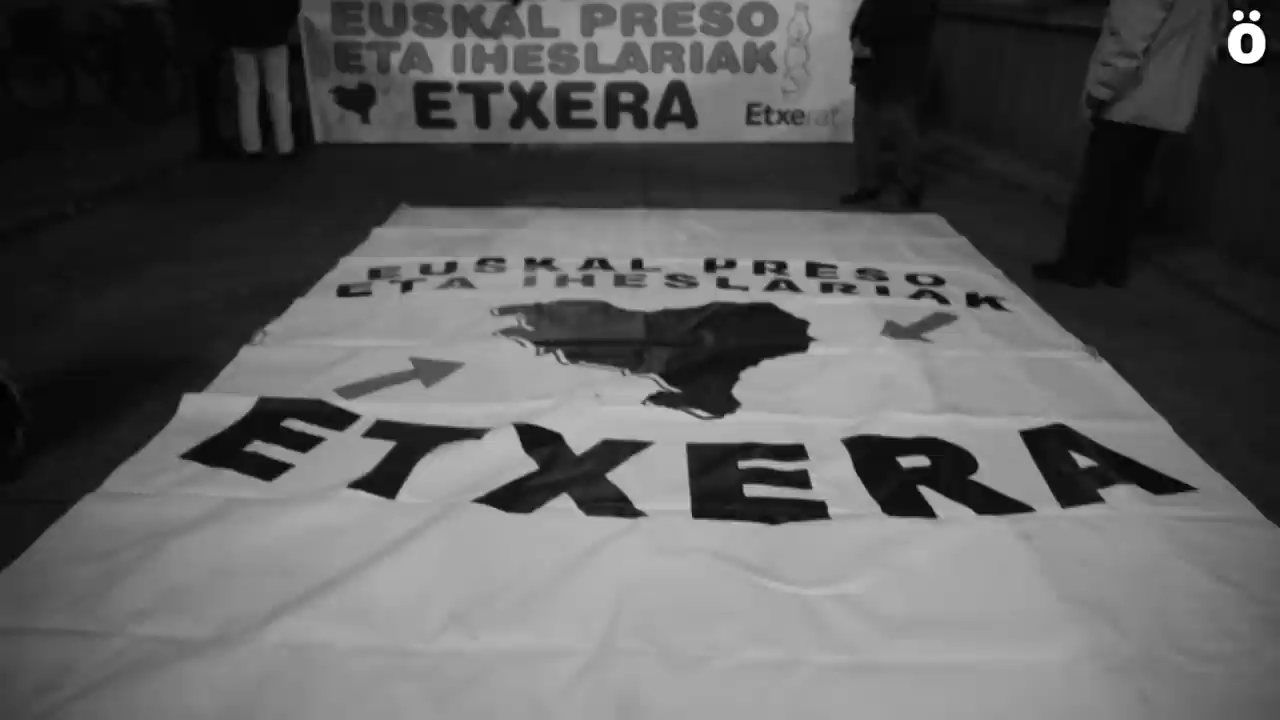 EUSKAL PRESO
ETA IHESLARIAK
ETXERA
Etxerat
ö
EUSKAL PRESO
ETA IHESLARIAK
ETXERA